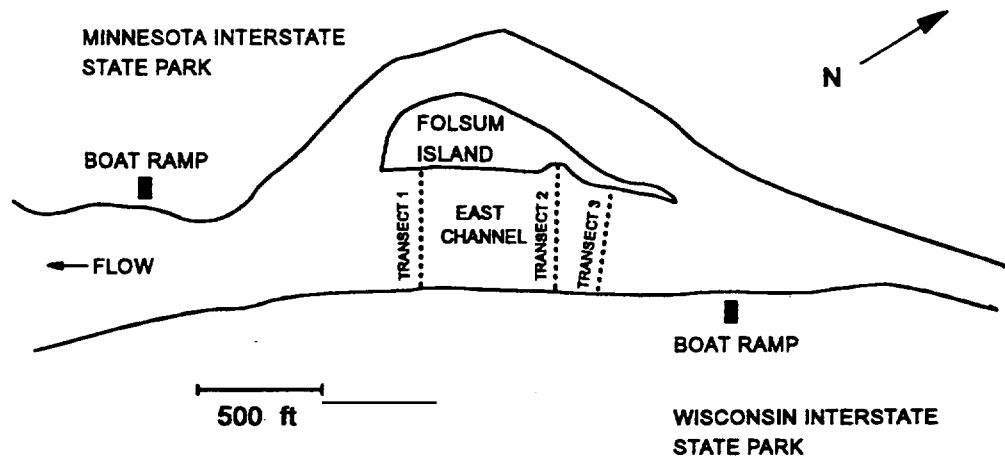 MINNESOTA INTERSTATE
STATE PARK
N
FOLSUM
ISLAND
BOAT RAMP
TRANSECT 1
EAST
CHANNEL
TRANSECT 2
TRANSECT 3
FLOW
BOAT RAMP
500 ft
WISCONSIN INTERSTATE
STATE PARK